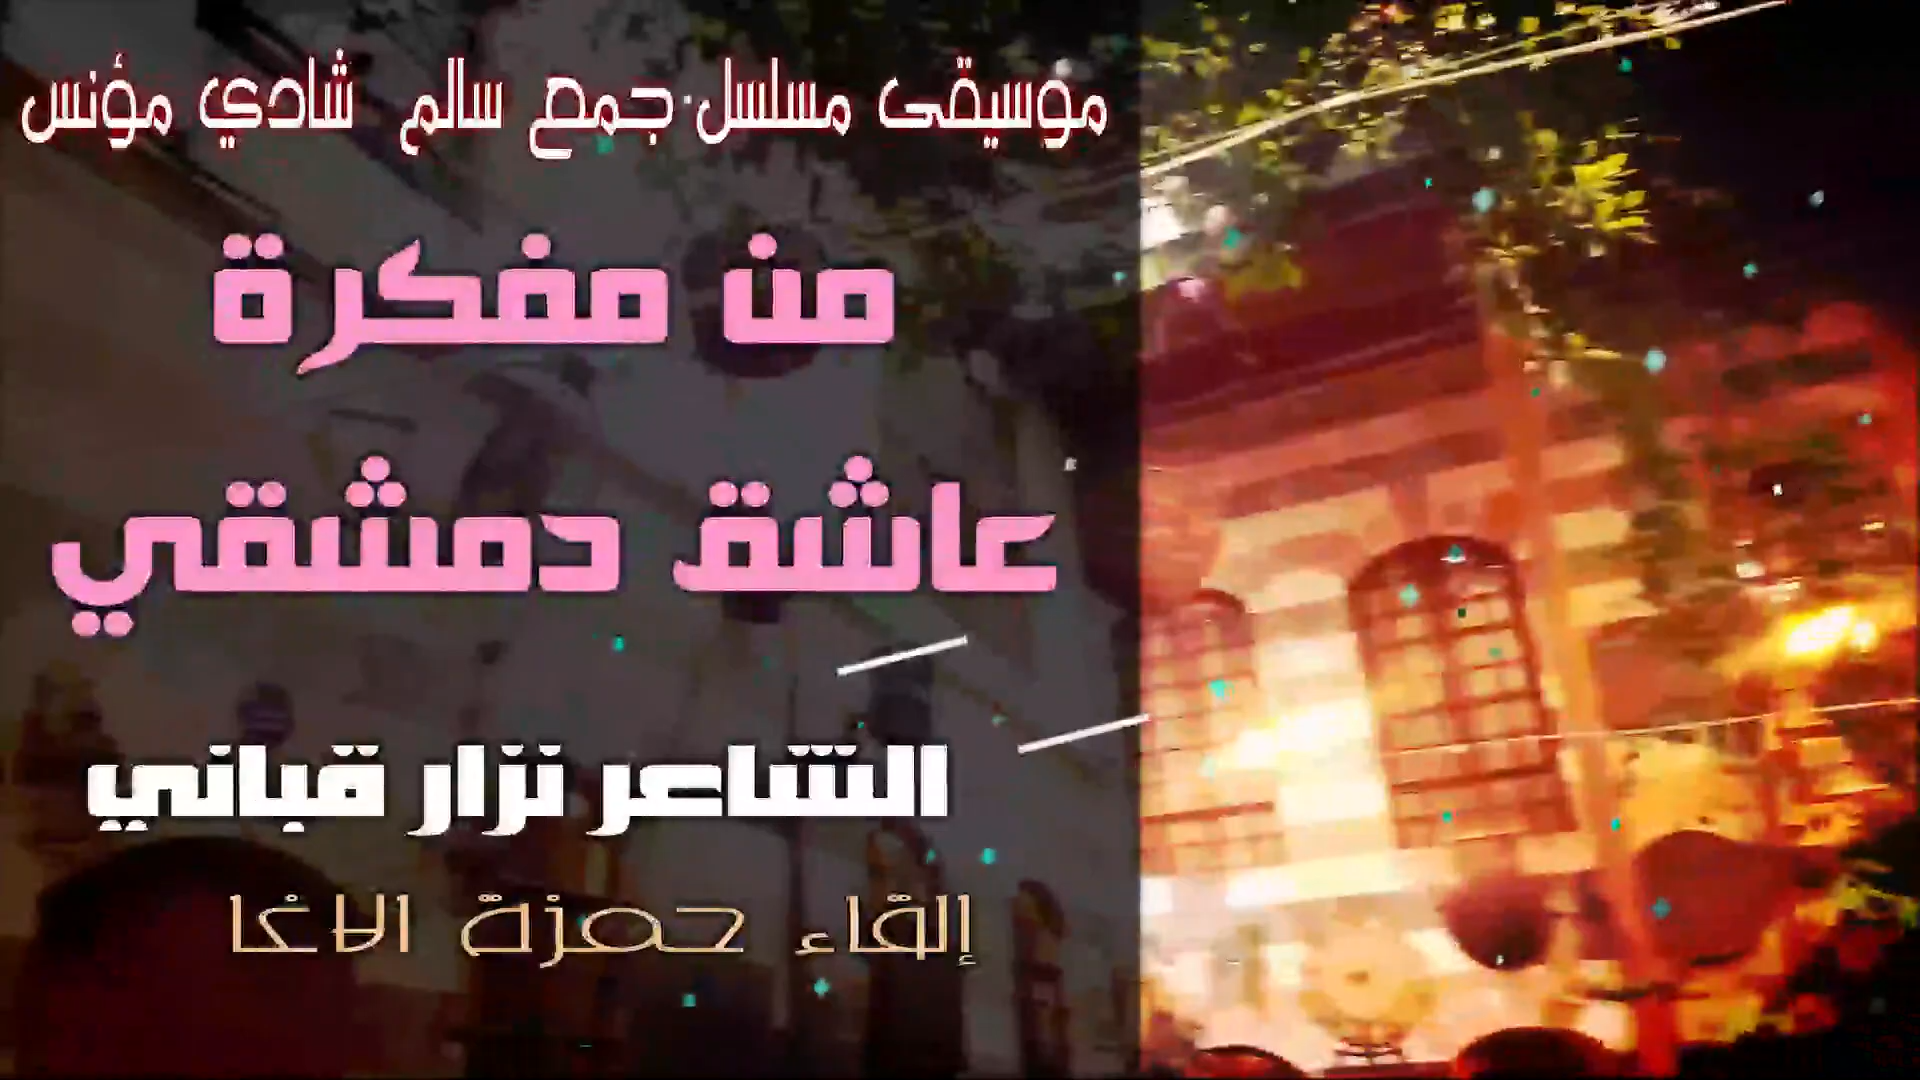 موسيقى مسلسل.جمع سالم شادي مؤنس
من مفكرة
عاشق دمشقي
الشاعر نزار قباني
إلقاء حمزة الاغا